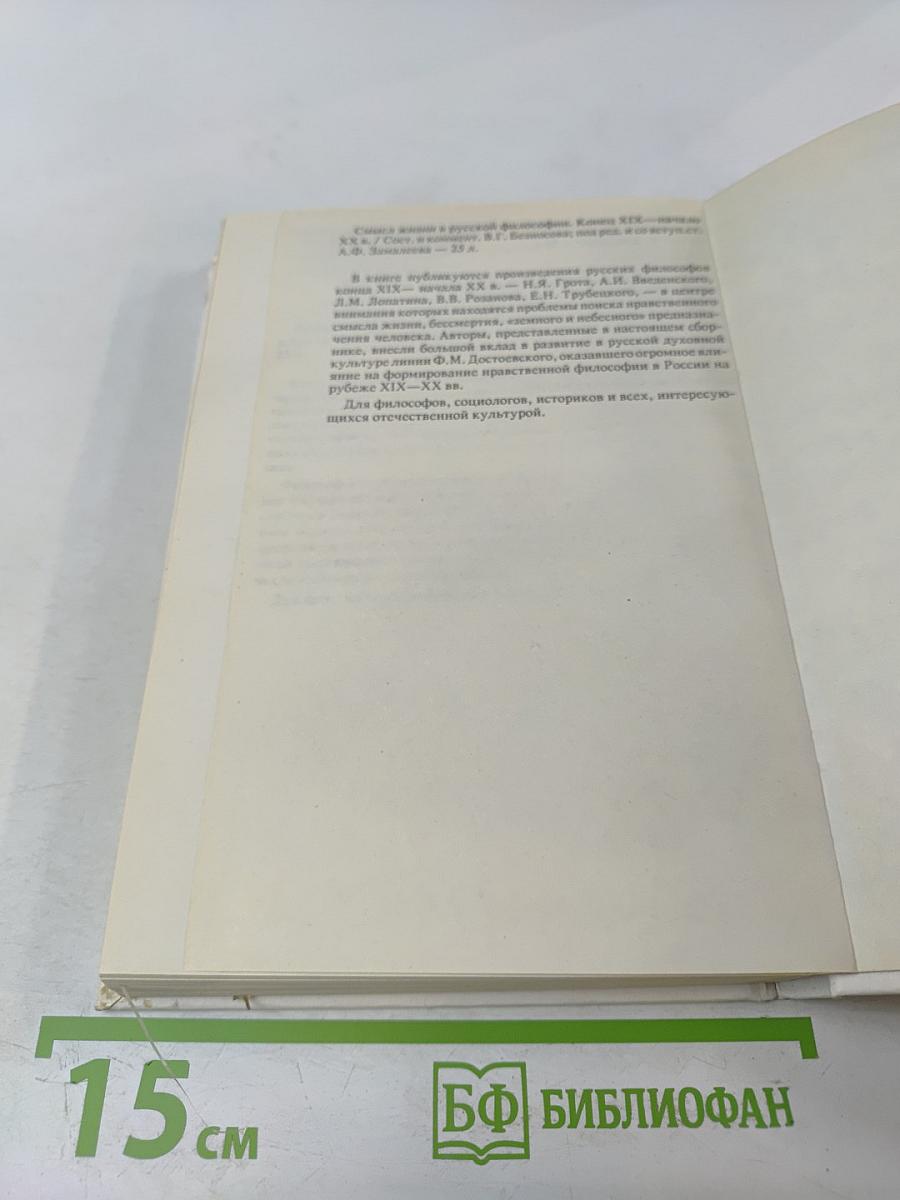 Смысл жизни в русской философии. Конец XIX — начало
XX в. / Сост. и коммент. В.Г. Безносова; под ред. и со вступ. ст.
А.Ф. Замалеева — 25 л.
В книге публикуются произведения русских философов
конца XIX— начала XX в. — Н.Я. Грота, А.И. Введенского,
Л.М. Лопатина, В.В. Розанова, Е.Н. Трубецкого, — в центре
внимания которых находятся проблемы поиска нравственного
смысла жизни, бессмертия, «земного и небесного» предназна-
чения человека. Авторы, представленные в настоящем сбор-
нике, внесли большой вклад в развитие в русской духовной
культуре линии Ф.М. Достоевского, оказавшего огромное вли-
яние на формирование нравственной философии в России на
рубеже XIX—XX вв.
Для философов, социологов, историков и всех, интересую-
щихся отечественной культурой.
15 см
БФ БИБЛИОФАН